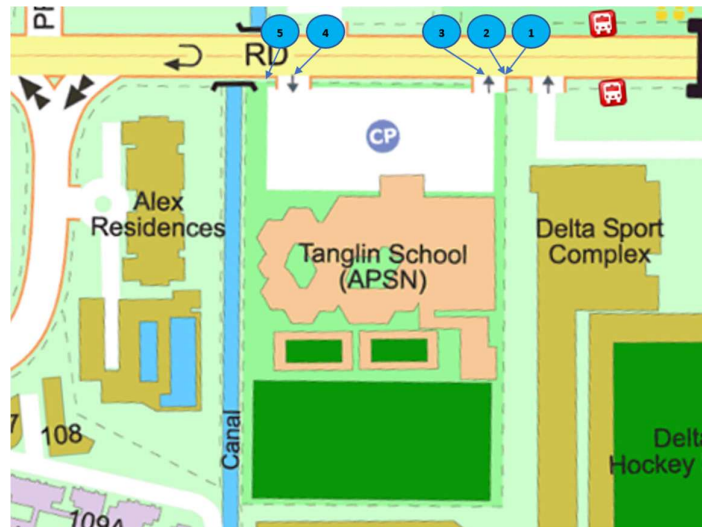 5
4
3
2
1
RD
CP
Alex
Residences
Tanglin School
(APSN)
Delta Sport
Complex
Canal
108
Delta
Hockey
109A